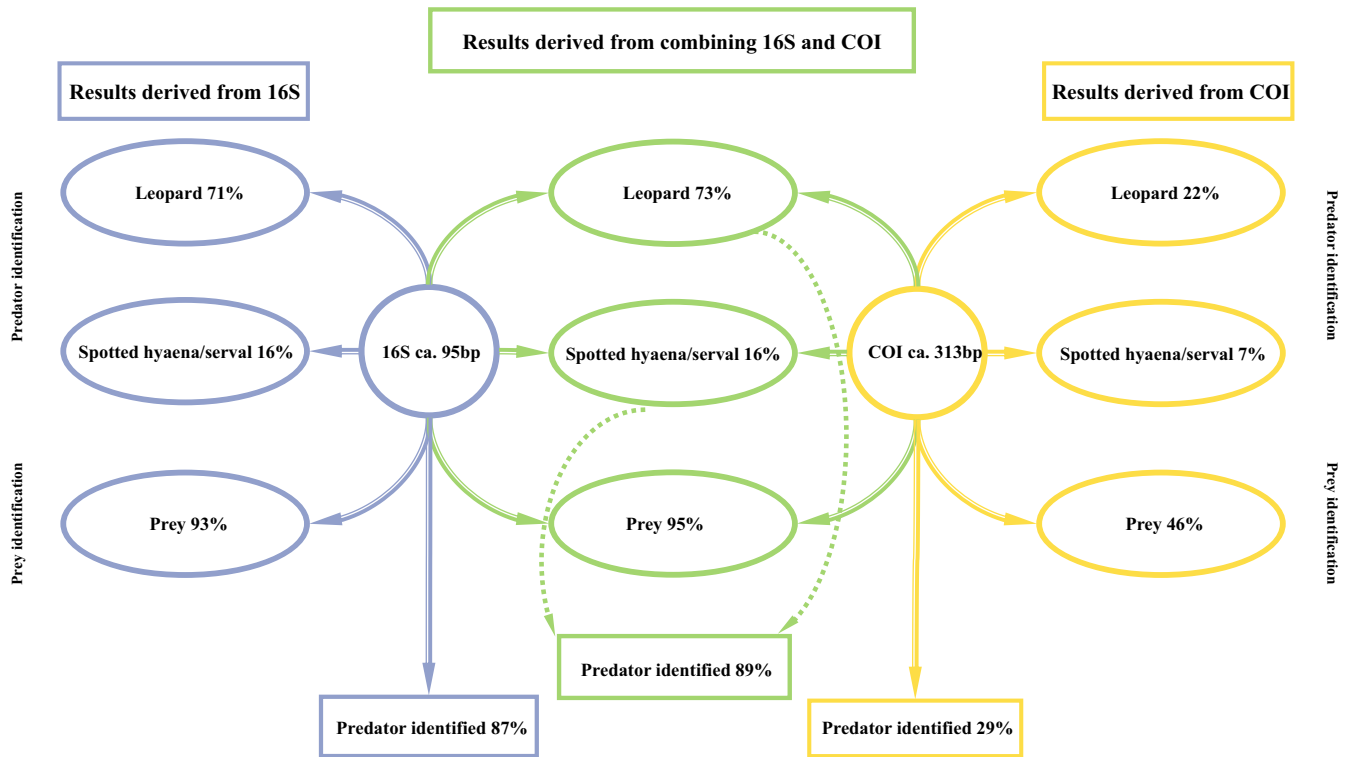 Results derived from combining 16S and COI
Results derived from 16S
Results derived from COI
Predator identification
Leopard 71%
Leopard 73%
Leopard 22%
Predator identification
Spotted hyaena/serval 16%
16S ca. 95bp
Spotted hyaena/serval 16%
COI ca. 313bp
Spotted hyaena/serval 7%
Prey identification
Prey 93%
Prey 95%
Prey 46%
Prey identification
Predator identified 89%
Predator identified 87%
Predator identified 29%